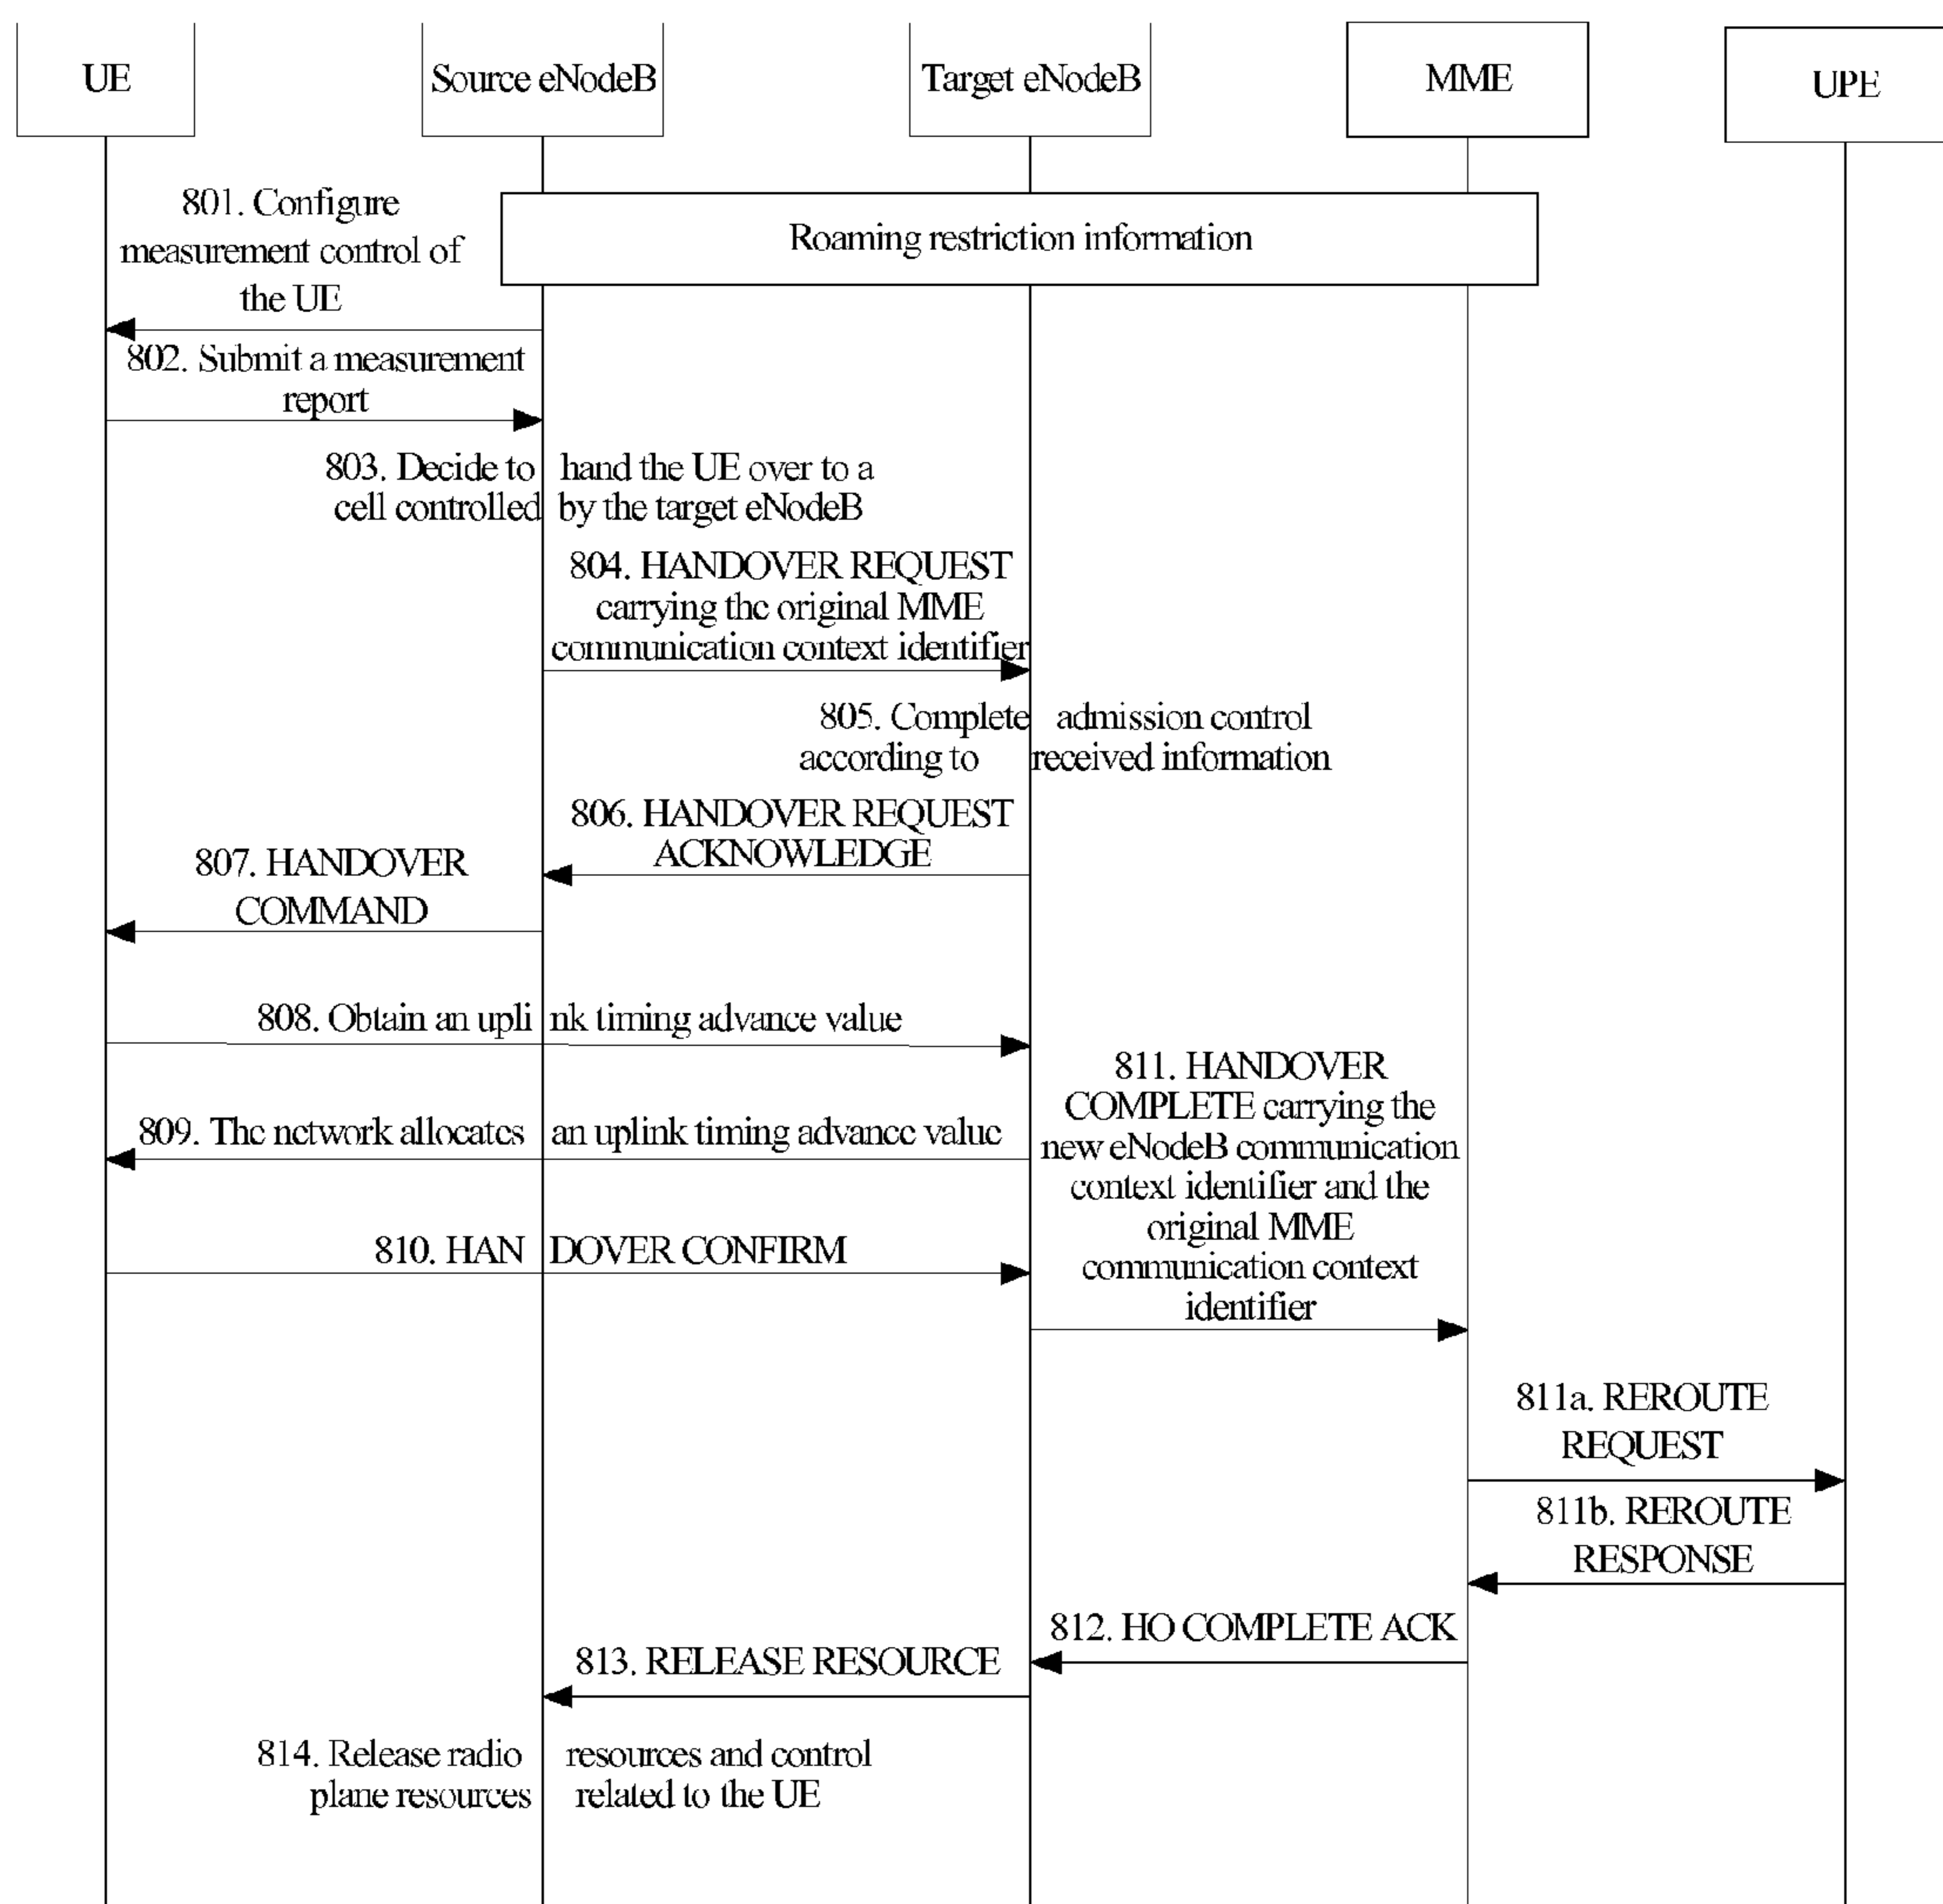 UE
Source eNodeB
Target eNodeB
MME
UPE
Roaming restriction information
801. Configure
measurement control of
the UE
802. Submit a measurement
report
803. Decide to hand the UE over to a
cell controlled by the target eNodeB
804. HANDOVER REQUEST
carrying the original MME
communication context identifier
805. Complete admission control
according to received information
806. HANDOVER REQUEST
ACKNOWLEDGE
807. HANDOVER
COMMAND
808. Obtain an uplink timing advance value
809. The network allocates an uplink timing advance value
810. HANDOVER CONFIRM
811. HANDOVER
COMPLETE carrying the
new eNodeB communication
context identifier and the
original MME
communication context
identifier
811a. REROUTE
REQUEST
811b. REROUTE
RESPONSE
812. HO COMPLETE ACK
813. RELEASE RESOURCE
814. Release radio resources and control
plane resources related to the UE